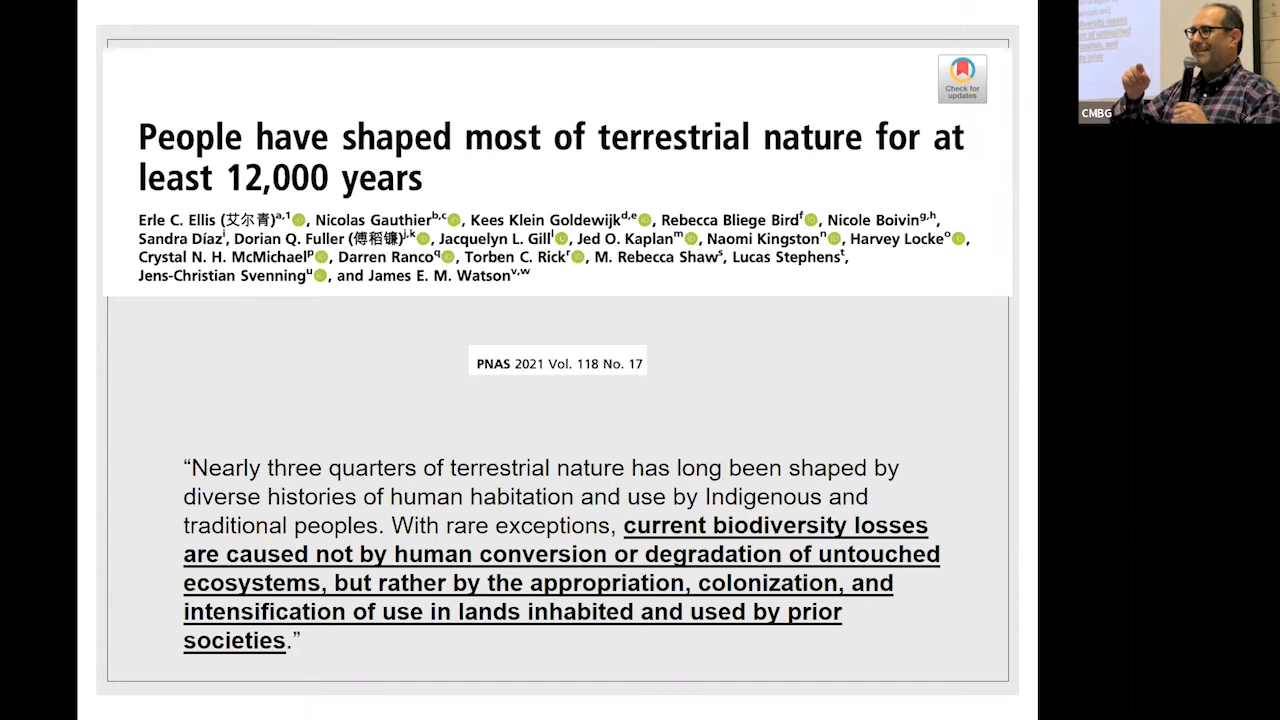 Check for
updates
People have shaped most of terrestrial nature for at
least 12,000 years
Erle C. Ellis (艾尔青)a,1, Nicolas Gauthierb,c, Kees Klein Goldewijkd,e, Rebecca Bliege Birdf, Nicole Boiving,h,
Sandra Díazi, Dorian Q. Fuller (傅稻镰)j,k, Jacquelyn L. Gilll, Jed O. Kaplanm, Naomi Kingstonn, Harvey Lockeo,
Crystal N. H. McMichaelp, Darren Rancoq, Torben C. Rickr, M. Rebecca Shaws, Lucas Stephenst,
Jens-Christian Svenningu, and James E. M. Watsonv,w
PNAS 2021 Vol. 118 No. 17
“Nearly three quarters of terrestrial nature has long been shaped by
diverse histories of human habitation and use by Indigenous and
traditional peoples. With rare exceptions, current biodiversity losses
are caused not by human conversion or degradation of untouched
ecosystems, but rather by the appropriation, colonization, and
intensification of use in lands inhabited and used by prior
societies.”
CMBG